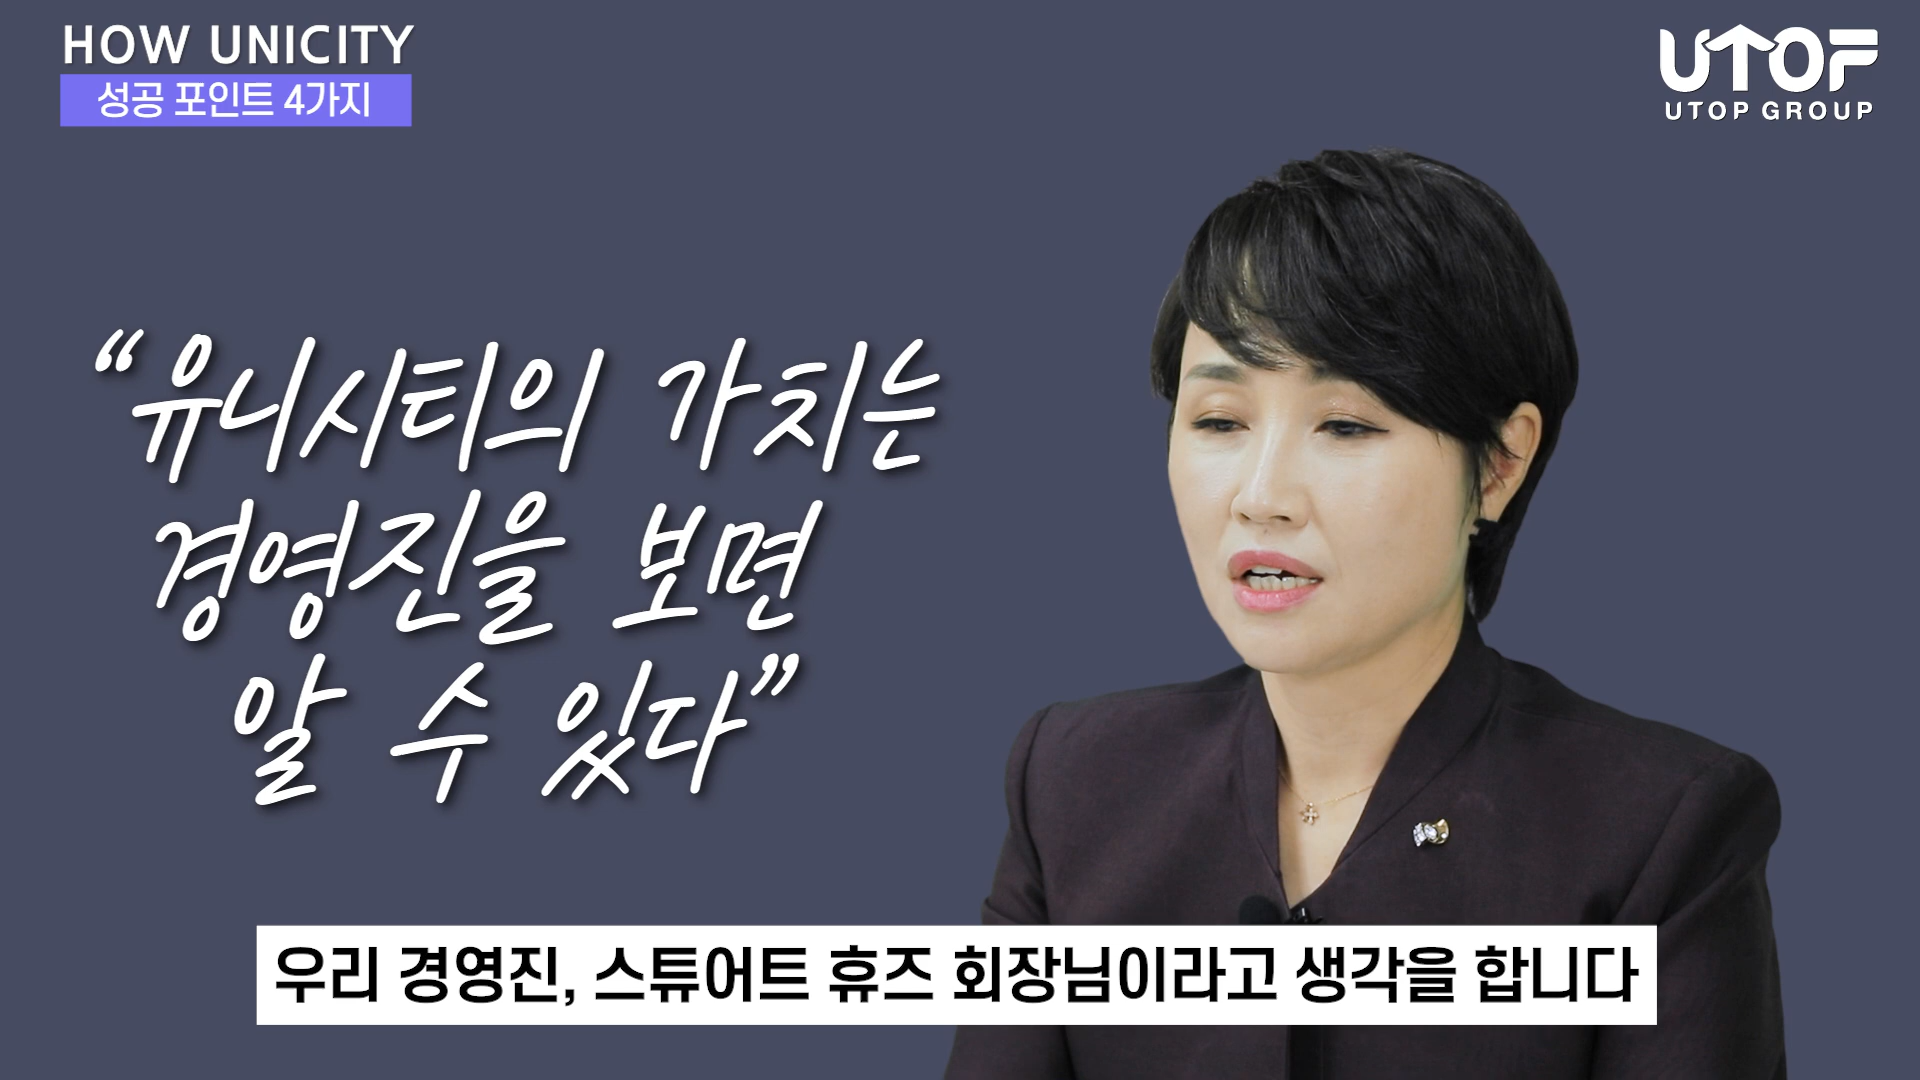 HOW UNICITY
성공 포인트 4가지
UTOP
UTOP GROUP
“유니시티의 가치는
경영진을 보면
알 수 있다”
우리 경영진, 스튜어트 휴즈 회장님이라고 생각을 합니다